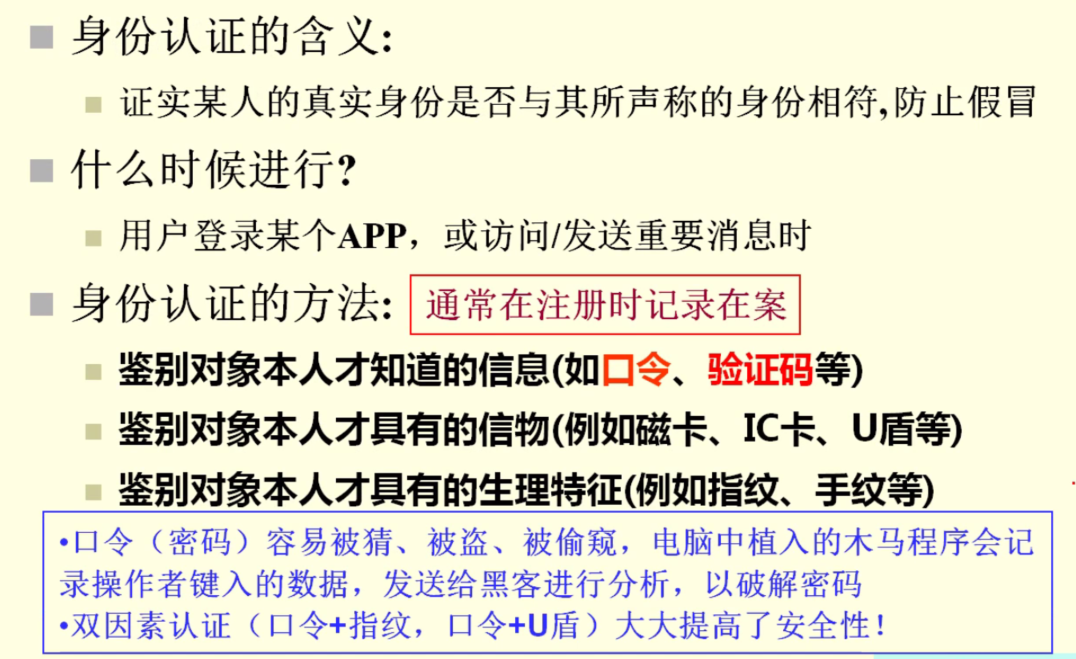 身份认证的含义:
证实某人的真实身份是否与其所声称的身份相符,防止假冒
什么时候进行?
用户登录某个APP，或访问/发送重要消息时
身份认证的方法: 通常在注册时记录在案
鉴别对象本人才知道的信息(如口令、验证码等)
鉴别对象本人才具有的信物(例如磁卡、IC卡、U盾等)
鉴别对象本人才具有的生理特征(例如指纹、手纹等)
•口令（密码）容易被猜、被盗、被偷窥，电脑中植入的木马程序会记
录操作者键入的数据，发送给黑客进行分析，以破解密码
•双因素认证（口令+指纹，口令+U盾）大大提高了安全性！